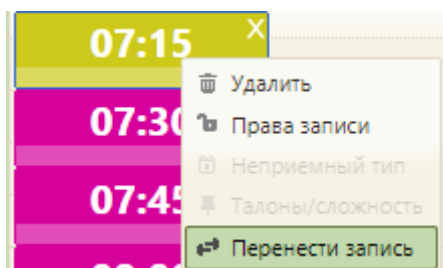 07:15 X
Удалить
07:30
Права записи
Неприемный тип
07:45
Талоны/сложность
Перенести запись